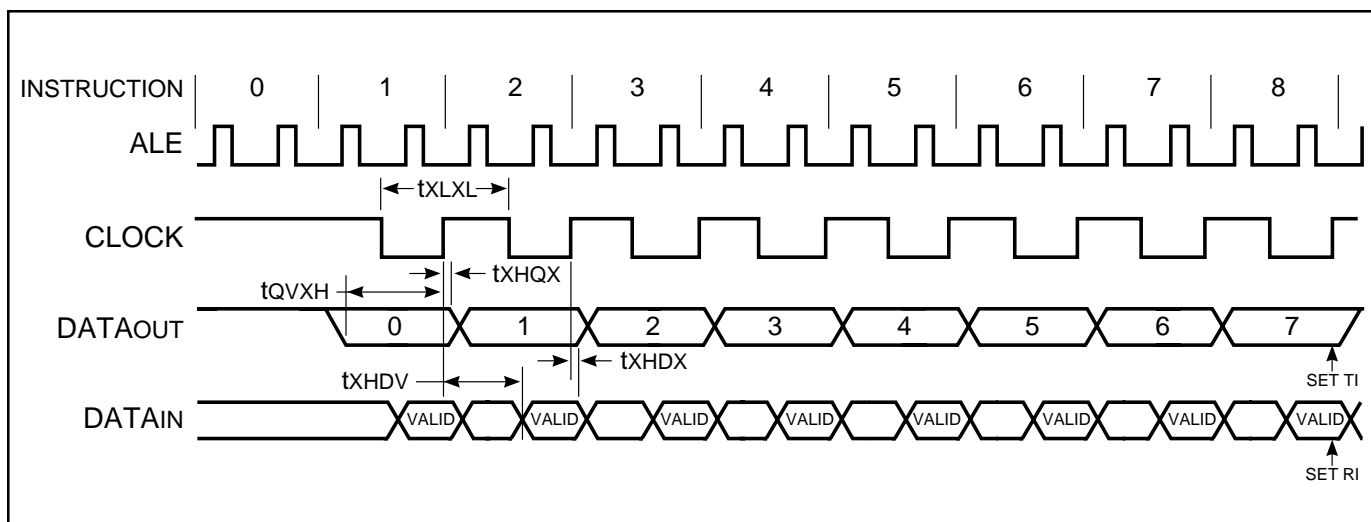 INSTRUCTION 0 1 2 3 4 5 6 7 8
ALE
tXLXL
CLOCK
tXHQX
tQVXH
DATAOUT 0 1 2 3 4 5 6 7
tXHDX
tXHDV
SET TI
DATAIN VALID VALID VALID VALID VALID VALID VALID VALID
SET RI